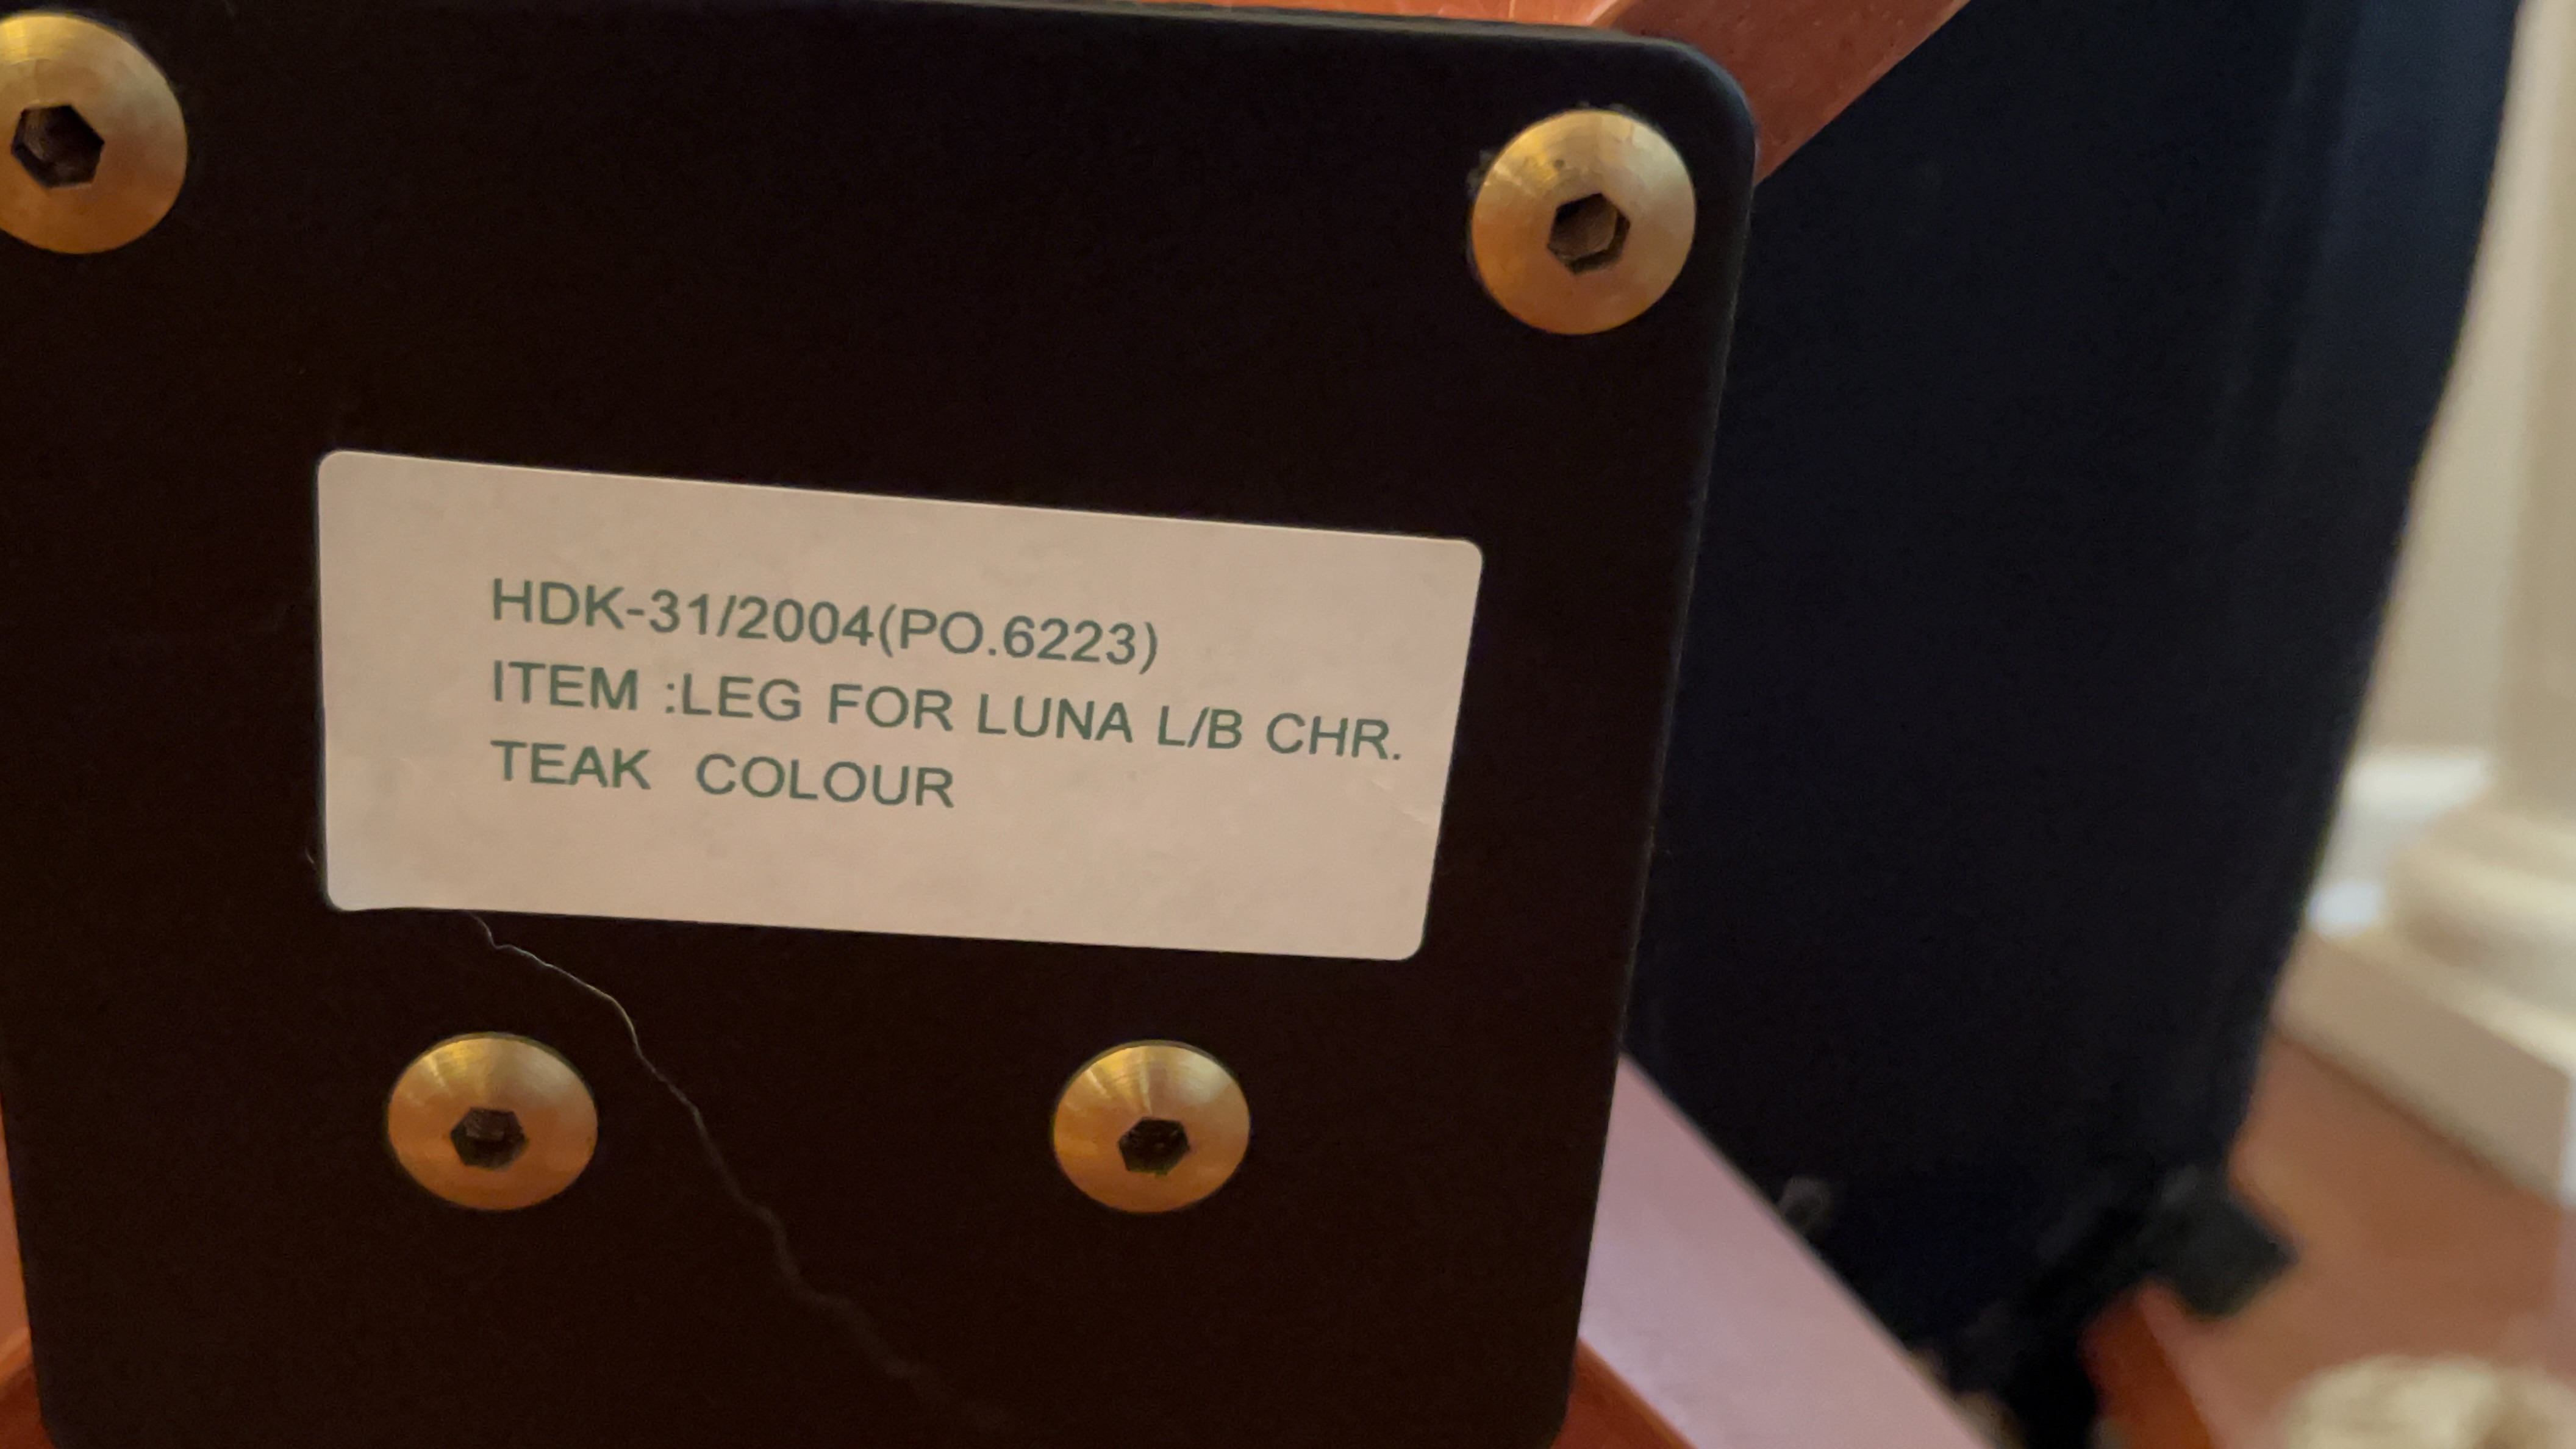 HDK-31/2004(PO.6223)
ITEM :LEG FOR LUNA L/B CHR.
TEAK COLOUR